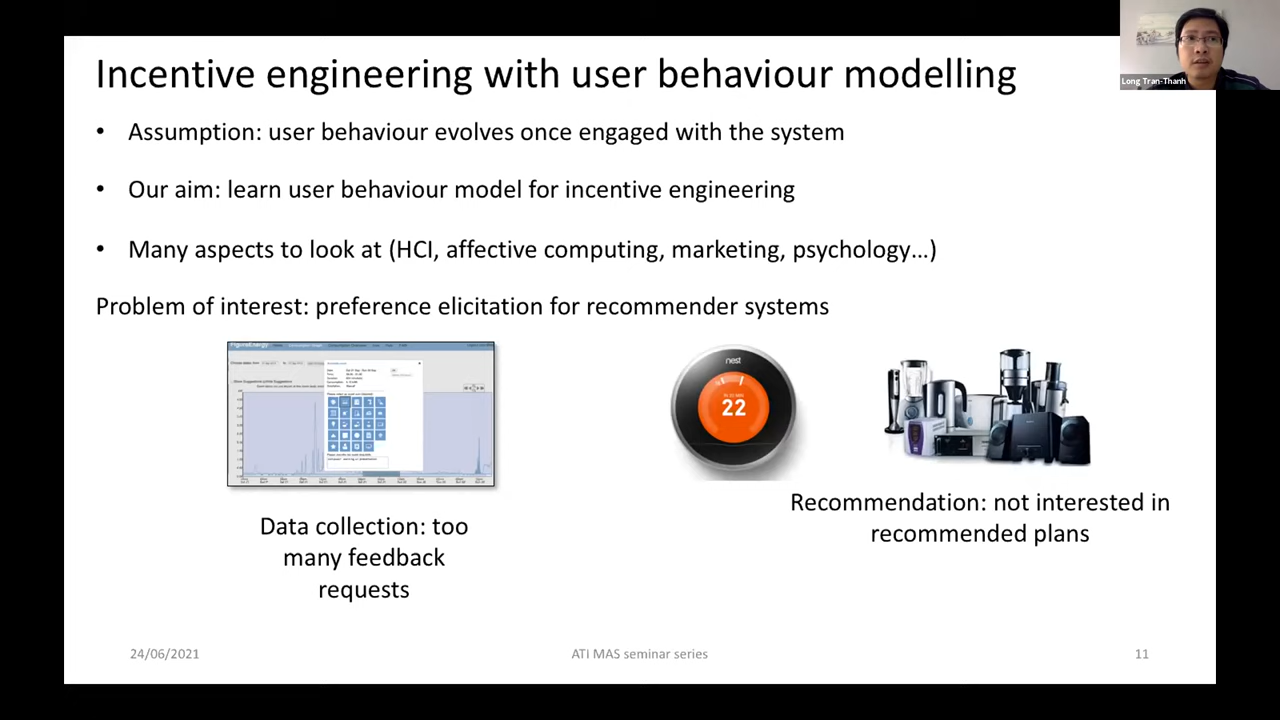 Incentive engineering with user behaviour modelling
Long Tran-Thanh
• Assumption: user behaviour evolves once engaged with the system
• Our aim: learn user behaviour model for incentive engineering
• Many aspects to look at (HCI, affective computing, marketing, psychology…)
Problem of interest: preference elicitation for recommender systems
nest
22
Recommendation: not interested in
recommended plans
Data collection: too
many feedback
requests
24/06/2021
ATI MAS seminar series
11